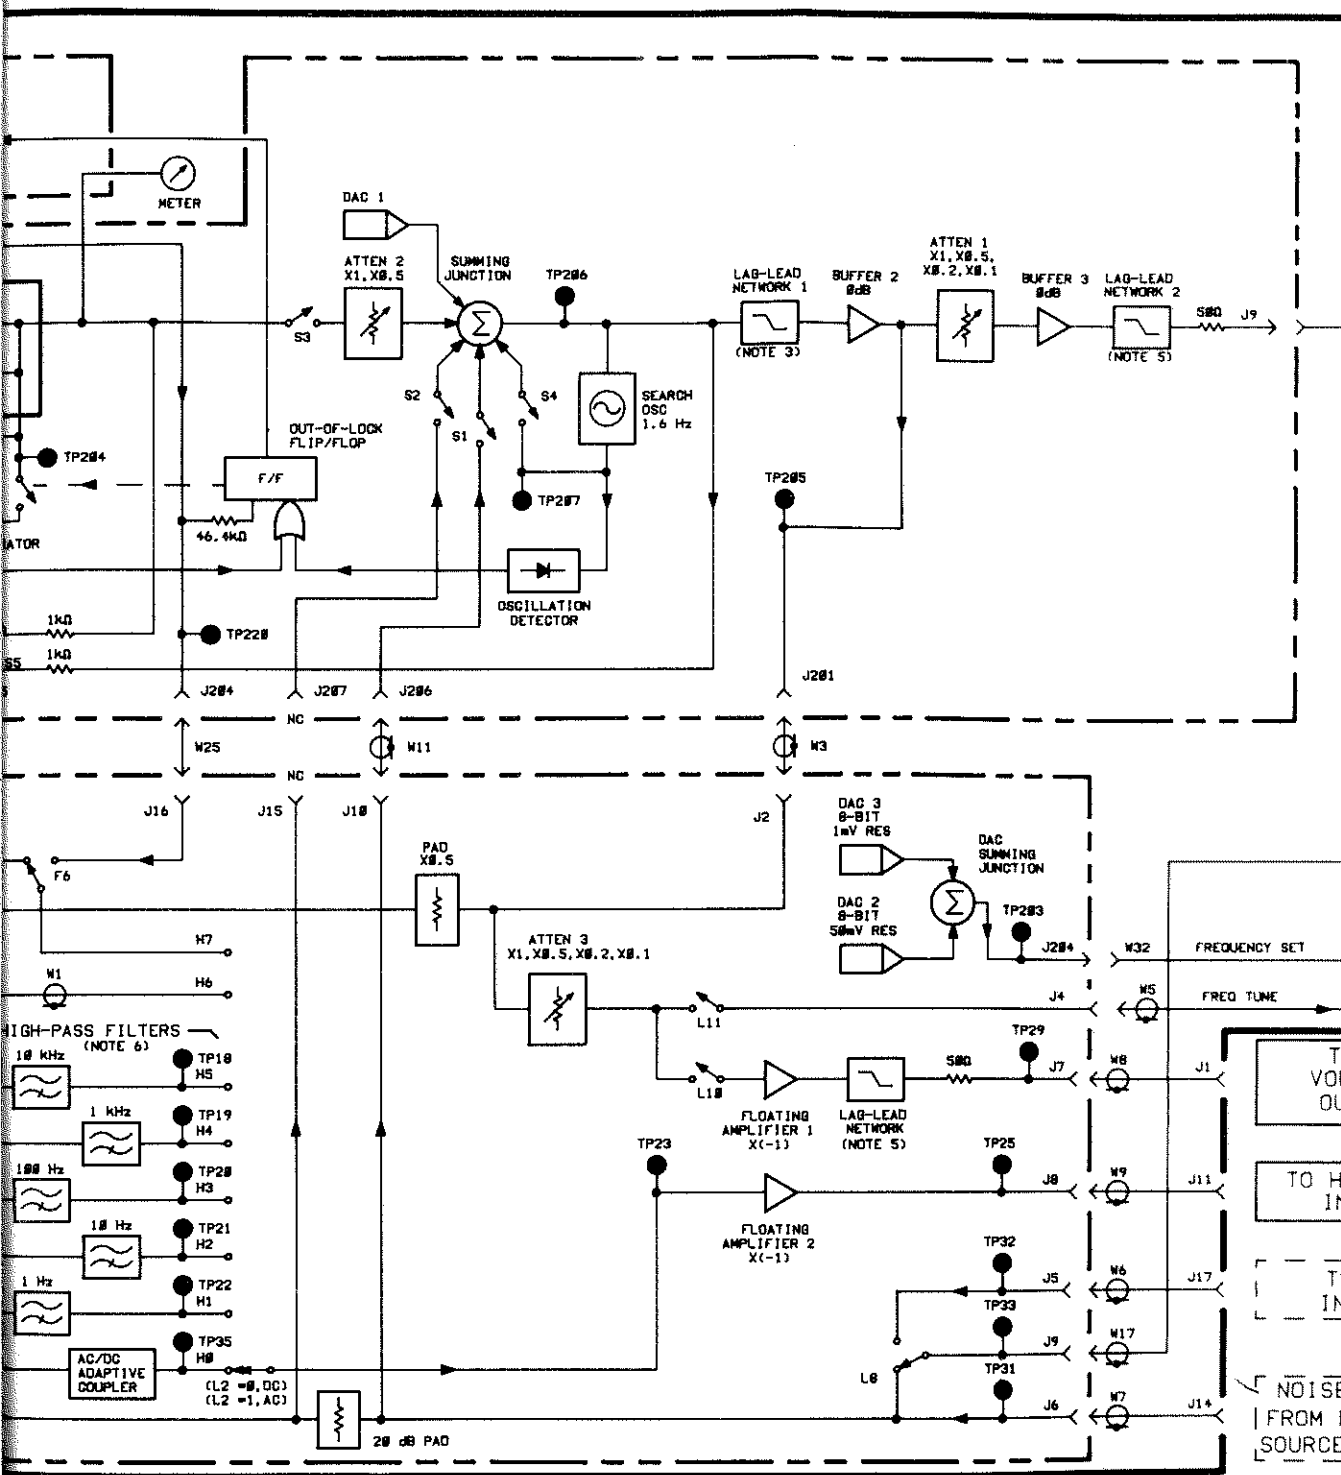 METER
DAC 1
ATTEN 2
X1,X0.5
SUMMING
JUNCTION
TP206
LAG-LEAD
NETWORK 1
(NOTE 3)
BUFFER 2
0dB
ATTEN 1
X1,X0.5,
X0.2,X0.1
BUFFER 3
0dB
LAG-LEAD
NETWORK 2
(NOTE 5)
50Ω
J9
S3
Σ
S2
S1
S4
SEARCH
OSC
1.6 Hz
TP204
OUT-OF-LOCK
FLIP/FLOP
F/F
TP207
TP205
46.4kΩ
ATOR
OSCILLATION
DETECTOR
1kΩ
TP220
S5
1kΩ
J204
J207
J206
J201
NC
W25
W11
W3
NC
J16
J15
J10
J2
DAC 3
8-BIT
1mV RES
DAC
SUMMING
JUNCTION
F6
PAD
X0.5
Σ
DAC 2
8-BIT
50mV RES
TP203
H7
ATTEN 3
X1,X0.5,X0.2,X0.1
J204
W32
FREQUENCY SET
W1
H6
J4
W5
FREQ TUNE
L11
HIGH-PASS FILTERS
(NOTE 6)
10 kHz
TP18
H5
L10
FLOATING
AMPLIFIER 1
X(-1)
LAG-LEAD
NETWORK
(NOTE 5)
50Ω
TP29
J7
W8
J1
T
VO
OU
1 kHz
TP19
H4
TP23
TP25
100 Hz
TP20
H3
FLOATING
AMPLIFIER 2
X(-1)
J8
W9
J11
TO H
IN
10 Hz
TP21
H2
TP32
1 Hz
TP22
H1
J5
W6
J17
T
IN
TP33
TP35
H0
AC/DC
ADAPTIVE
COUPLER
(L2 =0,DC)
(L2 =1,AC)
L8
J9
W17
TP31
J6
W7
J14
NOISE
FROM
SOURCE
20 dB PAD